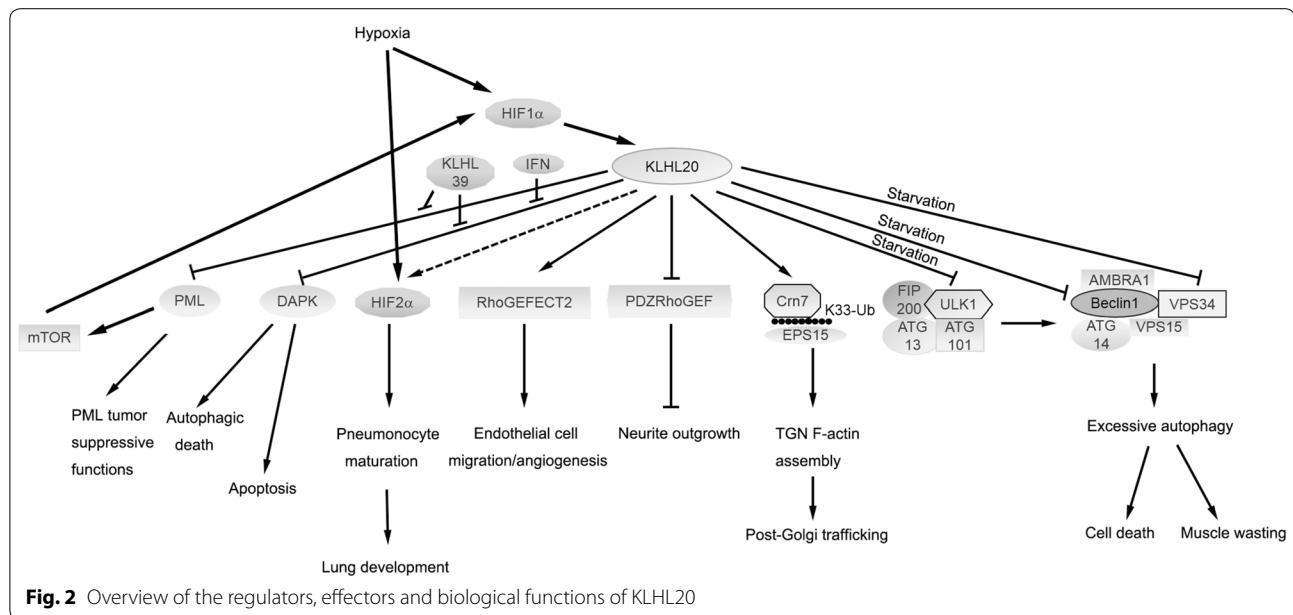 Hypoxia
HIF1α
KLHL
39
IFN
KLHL20
Starvation
Starvation
Starvation
mTOR
PML
DAPK
HIF2α
RhoGEFECT2
PDZRhoGEF
Crn7
K33-Ub
EPS15
FIP
200
ULK1
ATG
13
ATG
101
AMBRA1
Beclin1
VPS34
ATG
14
VPS15
PML tumor
suppressive
functions
Autophagic
death
Apoptosis
Pneumonocyte
maturation
Lung development
Endothelial cell
migration/angiogenesis
Neurite outgrowth
TGN F-actin
assembly
Post-Golgi trafficking
Excessive autophagy
Cell death
Muscle wasting
Fig. 2 Overview of the regulators, effectors and biological functions of KLHL20